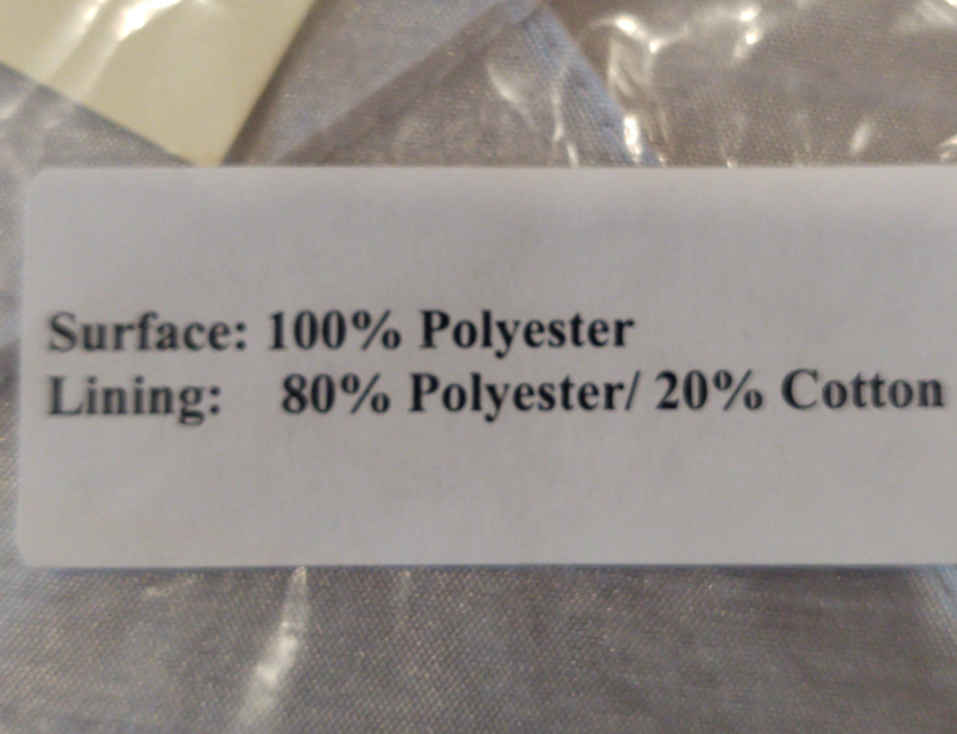 Surface: 100% Polyester
Lining: 80% Polyester/ 20% Cotton